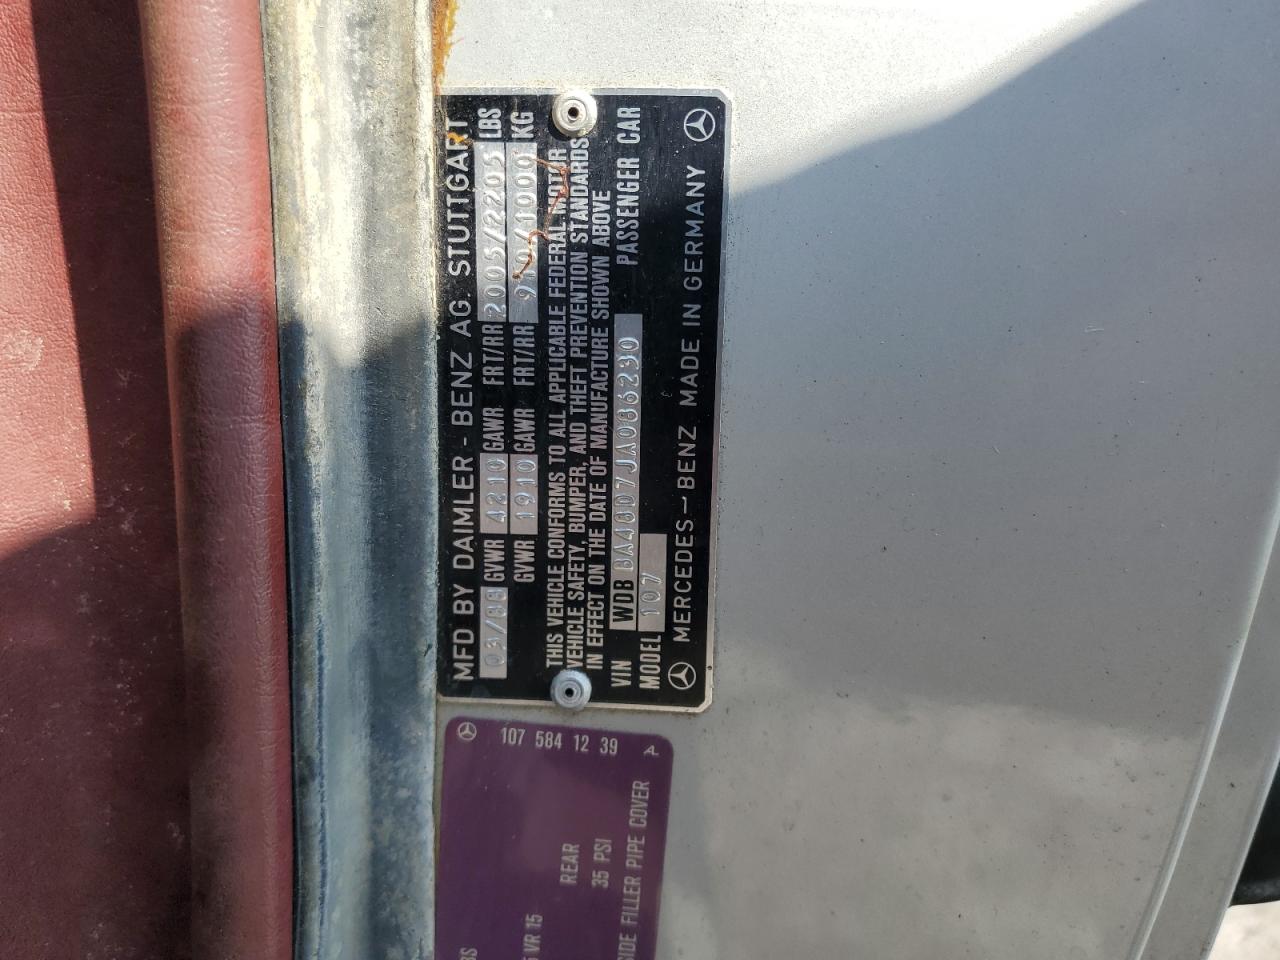 MFD BY DAIMLER - BENZ AG. STUTTGART
03/88 GVWR 4210 GAWR FRT/RR 2005/2205 LBS
GVWR 1910 GAWR FRT/RR 910/1000 KG
THIS VEHICLE CONFORMS TO ALL APPLICABLE FEDERAL MOTOR
VEHICLE SAFETY, BUMPER, AND THEFT PREVENTION STANDARDS
IN EFFECT ON THE DATE OF MANUFACTURE SHOWN ABOVE
VIN WDB BA48D7JA086230 PASSENGER CAR
MODEL 107
MERCEDES-BENZ MADE IN GERMANY
107 584 12 39 A
VR 15
REAR
35 PSI
SIDE FILLER PIPE COVER